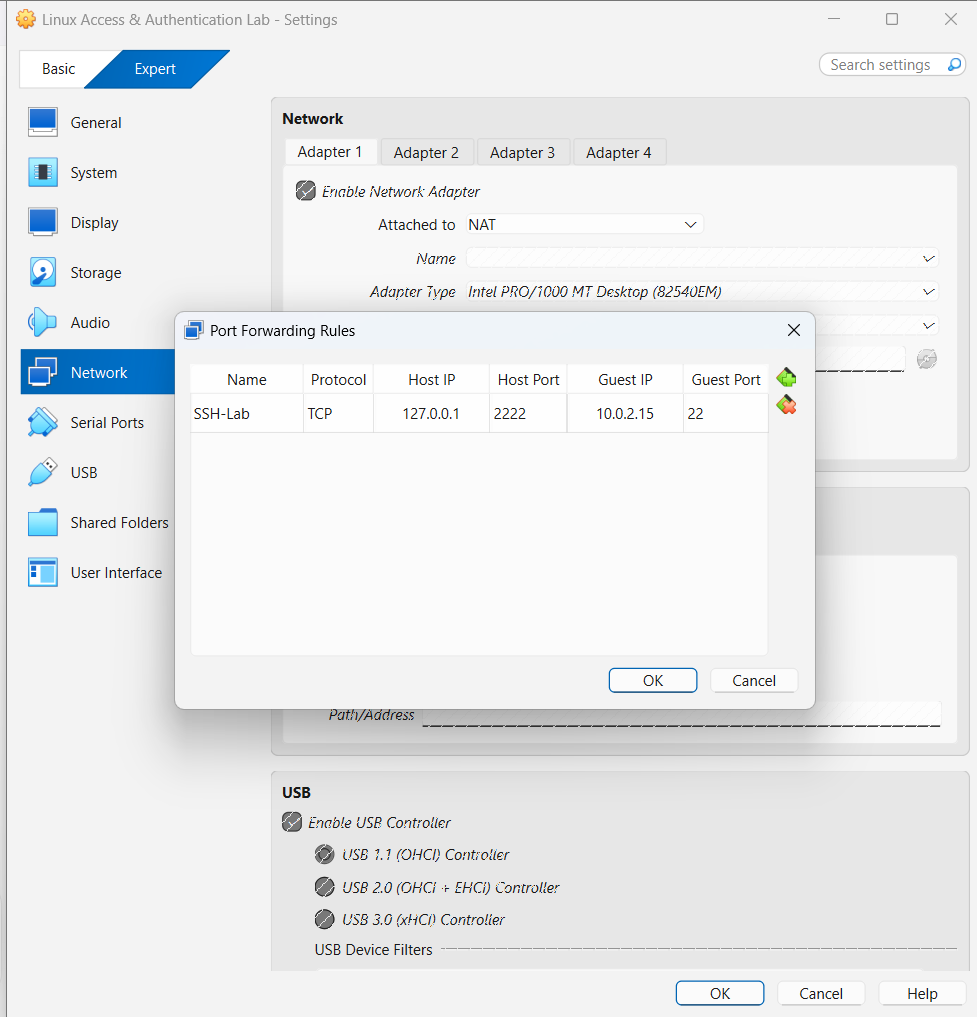 Linux Access & Authentication Lab - Settings
Basic
Expert
Search settings
General
System
Display
Storage
Audio
Network
Serial Ports
USB
Shared Folders
User Interface
Network
Adapter 1
Adapter 2
Adapter 3
Adapter 4
Enable Network Adapter
Attached to NAT
Name
Adapter Type Intel PRO/1000 MT Desktop (82540EM)
Port Forwarding Rules
Name Protocol Host IP Host Port Guest IP Guest Port
SSH-Lab TCP 127.0.0.1 2222 10.0.2.15 22
OK
Cancel
Path/Address
USB
Enable USB Controller
USB 1.1 (OHCI) Controller
USB 2.0 (OHCI + EHCI) Controller
USB 3.0 (xHCI) Controller
USB Device Filters
OK
Cancel
Help